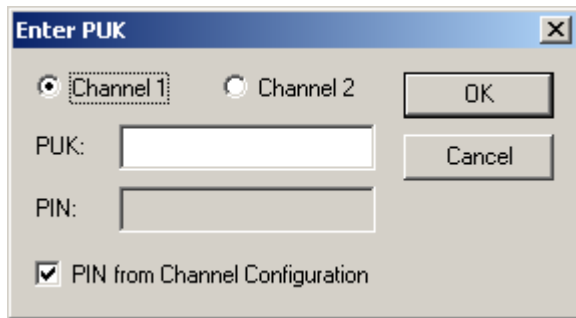 Enter PUK
Channel 1 Channel 2 OK
PUK: Cancel
PIN:
PIN from Channel Configuration